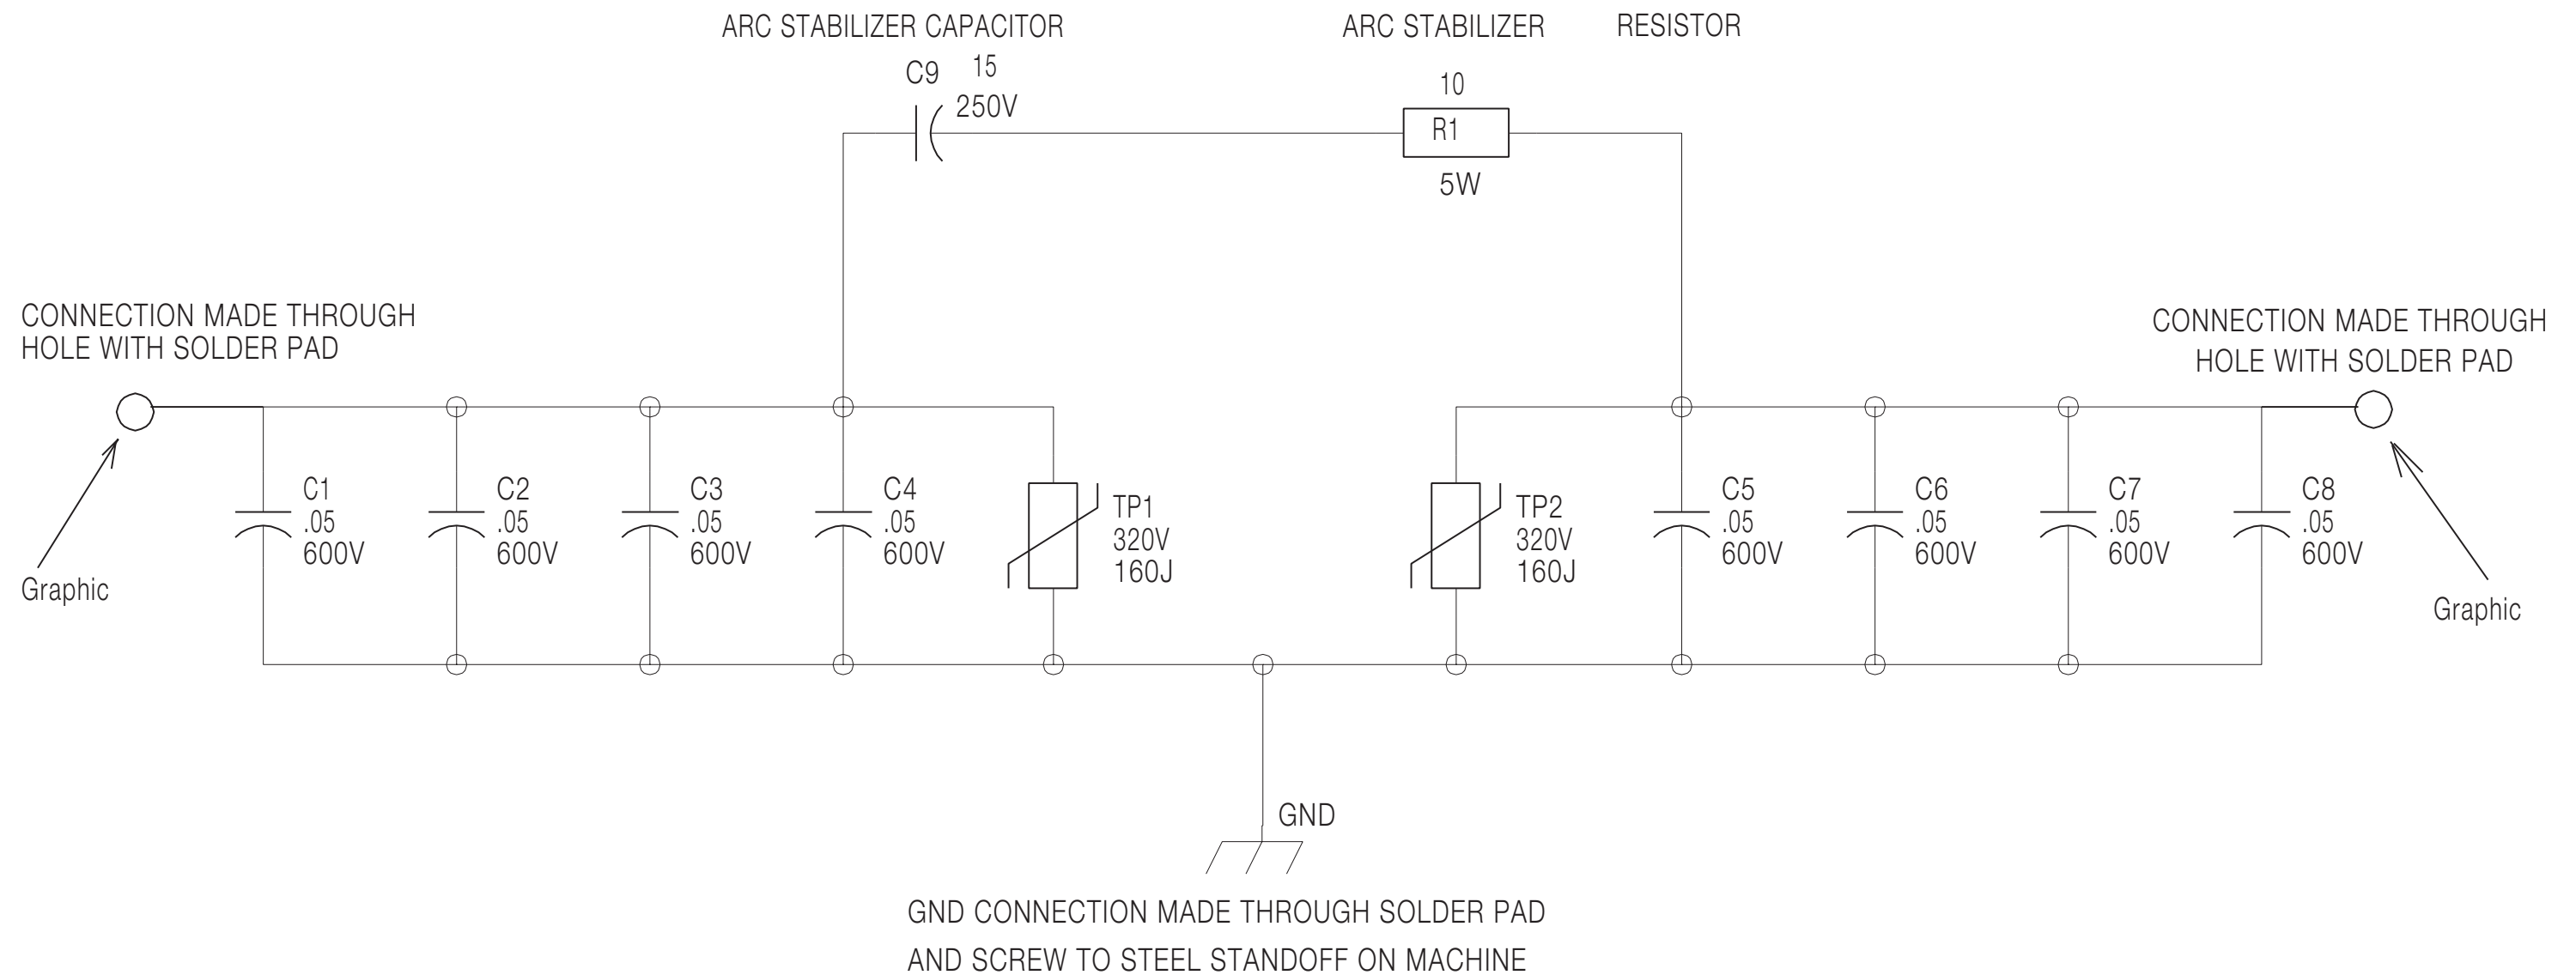 ARC STABILIZER CAPACITOR
ARC STABILIZER RESISTOR
C9 15
250V
10
R1
5W
CONNECTION MADE THROUGH
HOLE WITH SOLDER PAD
CONNECTION MADE THROUGH
HOLE WITH SOLDER PAD
C1
.05
600V
C2
.05
600V
C3
.05
600V
C4
.05
600V
TP1
320V
160J
TP2
320V
160J
C5
.05
600V
C6
.05
600V
C7
.05
600V
C8
.05
600V
Graphic
Graphic
GND
GND CONNECTION MADE THROUGH SOLDER PAD
AND SCREW TO STEEL STANDOFF ON MACHINE